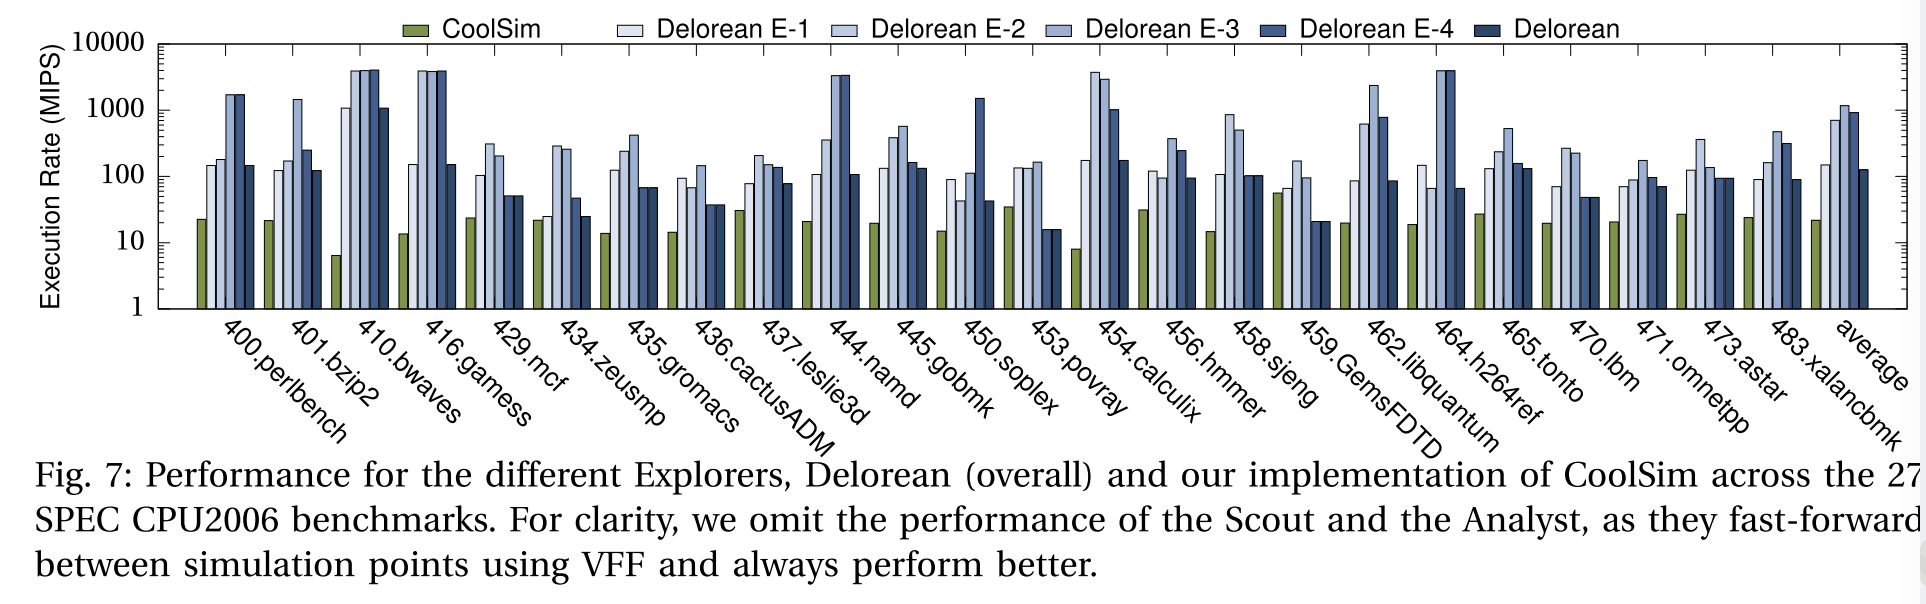 CoolSim Delorean E-1 Delorean E-2 Delorean E-3 Delorean E-4 Delorean
Execution Rate (MIPS)
10000
1000
100
10
1
400.perlbench
401.bzip2
410.bwaves
416.gamess
429.mcf
434.zeusmp
435.gromacs
436.cactusADM
437.leslie3d
444.namd
445.gobmk
450.soplex
453.povray
454.calculix
456.hmmer
458.sjeng
459.GemsFDTD
462.libquantum
464.h264ref
465.tonto
470.lbm
471.omnetpp
473.astar
483.xalancbmk
average
Fig. 7: Performance for the different Explorers, Delorean (overall) and our implementation of CoolSim across the 27
SPEC CPU2006 benchmarks. For clarity, we omit the performance of the Scout and the Analyst, as they fast-forward
between simulation points using VFF and always perform better.